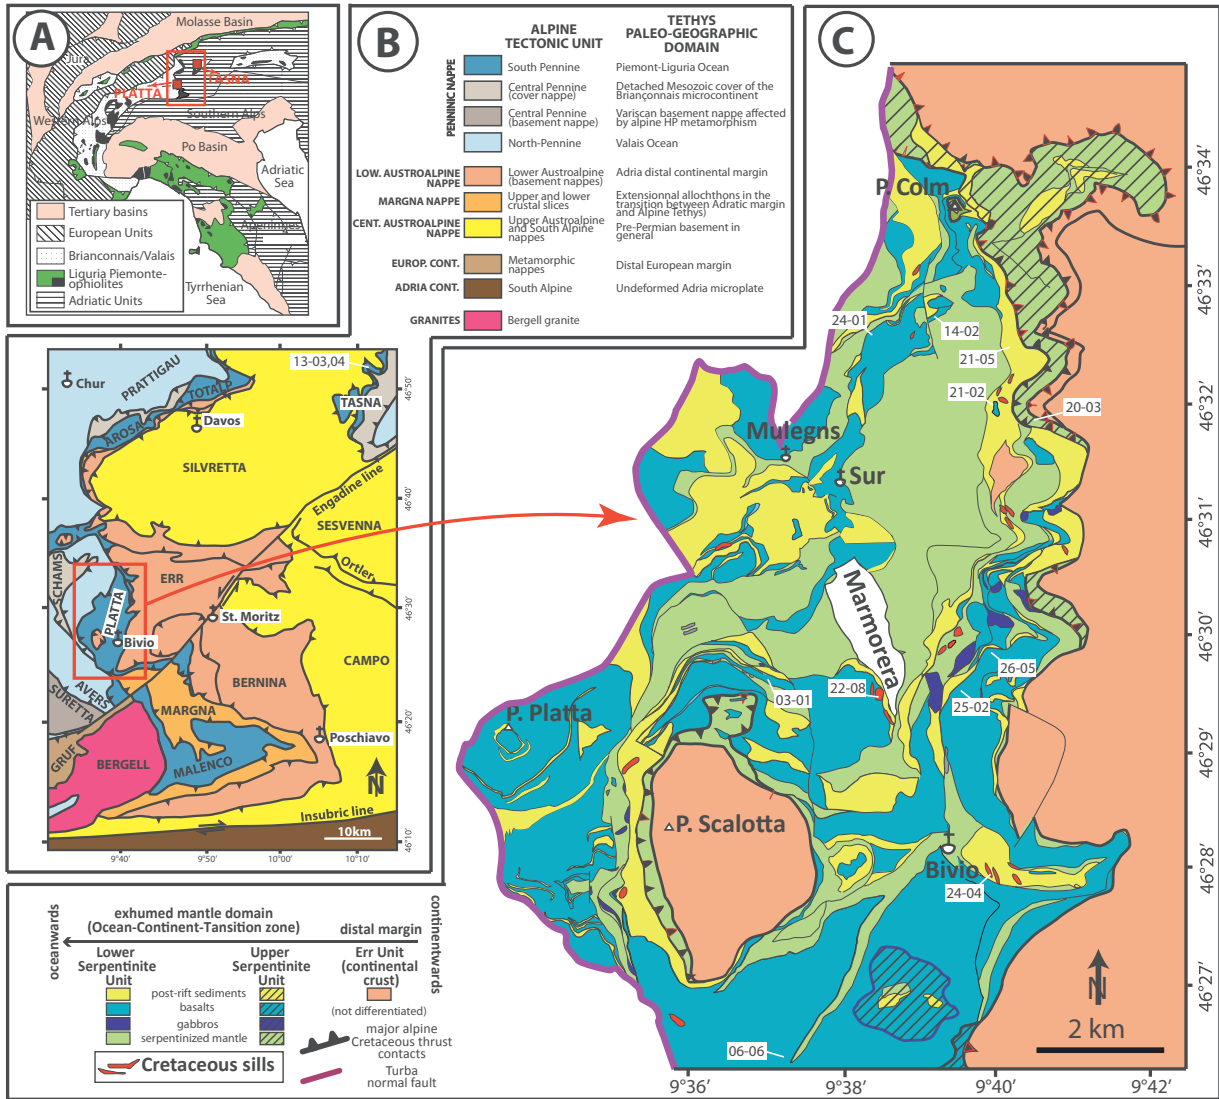 A
Molasse Basin
Jura
PLATTA
TASNA
Western Alps
Southern Alps
Po Basin
Adriatic
Sea
Apenninges
Tyrrhenian
Sea
Tertiary basins
European Units
Brianconnais/Valais
Liguria Piemonte-
ophiolites
Adriatic Units
B
ALPINE
TECTONIC UNIT
TETHYS
PALEO-GEOGRAPHIC
DOMAIN
PENNINIC NAPPE
South Pennine
Piemont-Liguria Ocean
Central Pennine
(cover nappe)
Detached Mesozoic cover of the
Briançonnais microcontinent
Central Pennine
(basement nappe)
Variscan basement nappe affected
by alpine HP metamorphism
North-Pennine
Valais Ocean
LOW. AUSTROALPINE
NAPPE
Lower Austroalpine
(basement nappes)
Adria distal continental margin
MARGNA NAPPE
Upper and lower
crustal slices
Extensionnal allochthons in the
transition between Adratic margin
and Alpine Tethys)
CENT. AUSTROALPINE
NAPPE
Upper Austroalpine
and South Alpine
nappes
Pre-Permian basement in
general
EUROP. CONT.
Metamorphic
nappes
Distal European margin
ADRIA CONT.
South Alpine
Undeformed Adria microplate
GRANITES
Bergell granite
Chur
PRATTIGAU
TOTALP
13-03,04
TASNA
AROSA
Davos
SILVRETTA
Engadine line
SESVENNA
Ortler
SCHAMS
ERR
PLATTA
St. Moritz
Bivio
CAMPO
AVERS
BERNINA
SURETTA
MARGNA
GRUF
BERGELL
MALENCO
Poschiavo
N
Insubric line
10km
46°50'
46°40'
46°30'
46°20'
46°10'
9°40'
9°50'
10°00'
10°10'
C
P. Colm
24-01
14-02
21-05
21-02
20-03
Mulegns
Sur
Marmorera
26-05
25-02
22-08
03-01
P. Platta
P. Scalotta
Bivio
24-04
06-06
N
2 km
46°34'
46°33'
46°32'
46°31'
46°30'
46°29'
46°28'
46°27'
9°36'
9°38'
9°40'
9°42'
oceanwards
exhumed mantle domain
(Ocean-Continent-Tansition zone)
distal margin
continentwards
Lower
Serpentinite
Unit
Upper
Serpentinite
Unit
Err Unit
(continental
crust)
post-rift sediments
basalts
gabbros
serpentinized mantle
(not differentiated)
major alpine
Cretaceous thrust
contacts
Cretaceous sills
Turba
normal fault